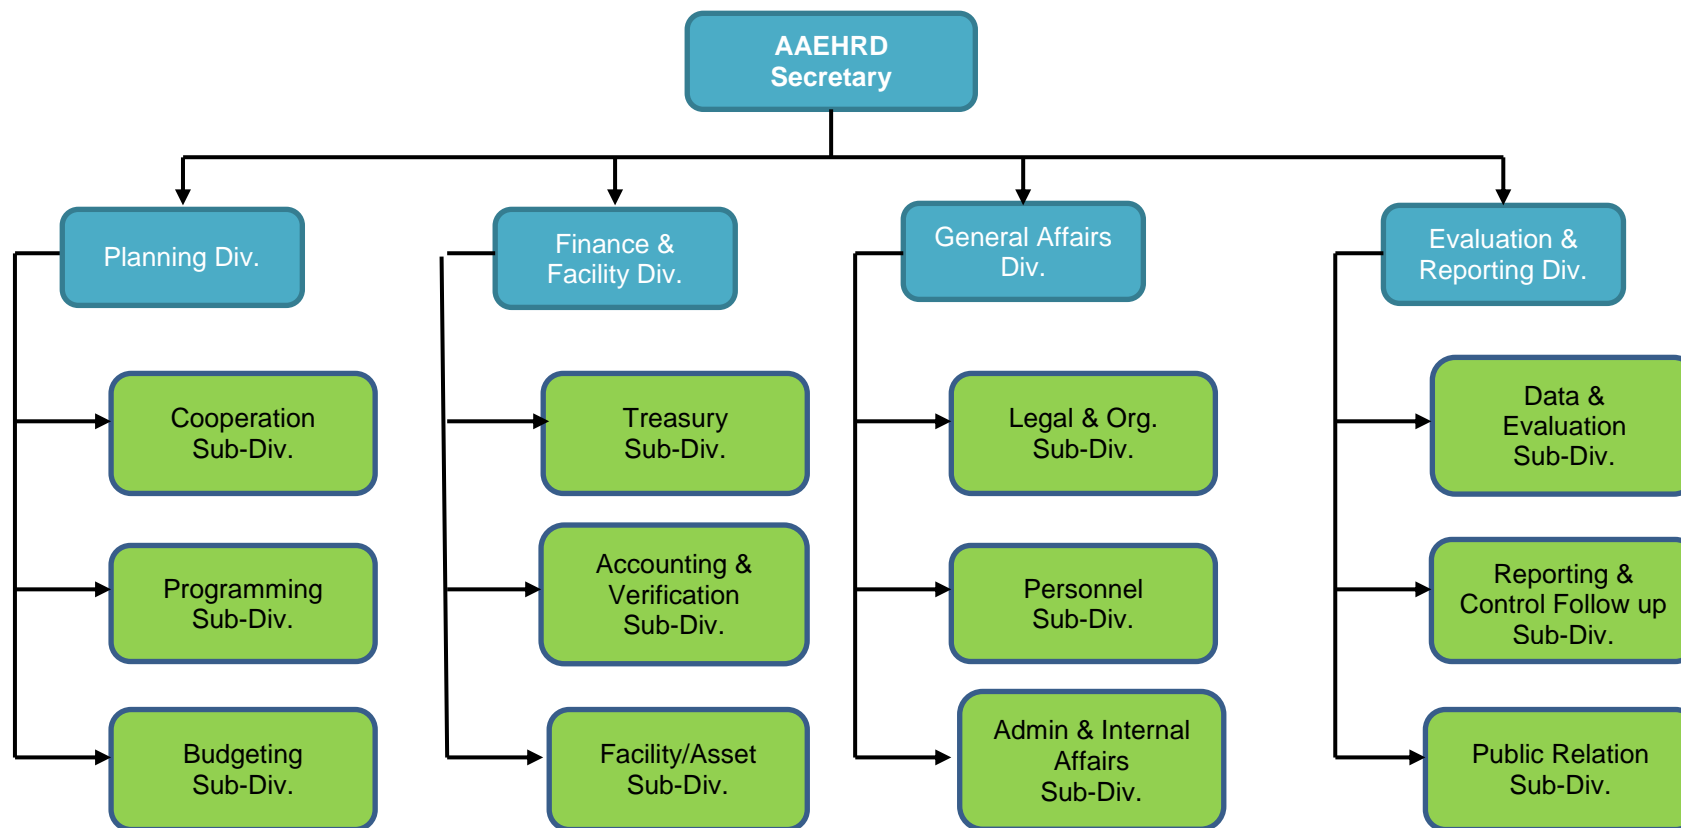 AAEHRD
Secretary
Planning Div.
Finance &
Facility Div.
General Affairs
Div.
Evaluation &
Reporting Div.
Cooperation
Sub-Div.
Treasury
Sub-Div.
Legal & Org.
Sub-Div.
Data &
Evaluation
Sub-Div.
Programming
Sub-Div.
Accounting &
Verification
Sub-Div.
Personnel
Sub-Div.
Reporting &
Control Follow up
Sub-Div.
Budgeting
Sub-Div.
Facility/Asset
Sub-Div.
Admin & Internal
Affairs
Sub-Div.
Public Relation
Sub-Div.